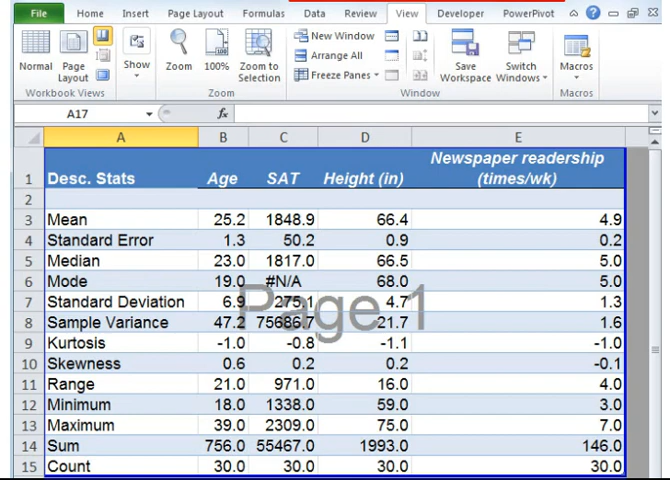 File Home Insert Page Layout Formulas Data Review View Developer PowerPivot
Normal Page Layout Show Zoom 100% Zoom to Selection New Window Arrange All Freeze Panes Save Workspace Switch Windows Macros
Workbook Views Zoom Window Macros
A17 fx
A B C D E
1 Desc. Stats Age SAT Height (in) Newspaper readership (times/wk)
2
3 Mean 25.2 1848.9 66.4 4.9
4 Standard Error 1.3 50.2 0.9 0.2
5 Median 23.0 1817.0 66.5 5.0
6 Mode 19.0 #N/A 68.0 5.0
7 Standard Deviation 6.9 275.1 4.7 1.3
8 Sample Variance 47.2 75686.7 21.7 1.6
9 Kurtosis -1.0 -0.8 -1.1 -1.0
10 Skewness 0.6 0.2 0.2 -0.1
11 Range 21.0 971.0 16.0 4.0
12 Minimum 18.0 1338.0 59.0 3.0
13 Maximum 39.0 2309.0 75.0 7.0
14 Sum 756.0 55467.0 1993.0 146.0
15 Count 30.0 30.0 30.0 30.0
Page 1